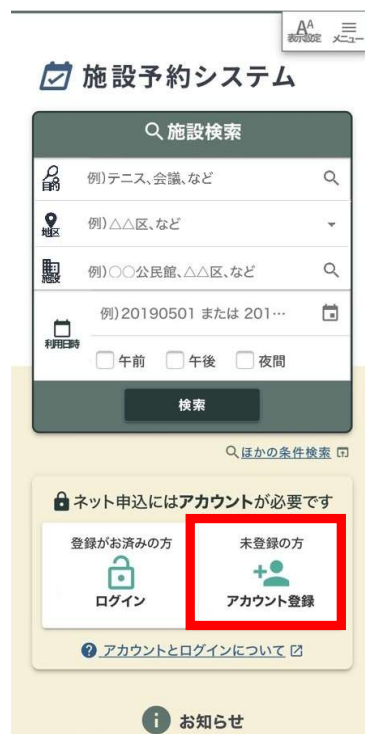 AA
表示設定 メニュー
施設予約システム
施設検索
目的 例)テニス、会議、など
地区 例)△△区、など
施設 例)○○公民館、△△区、など
利用日時 例)20190501 または 201…
午前 午後 夜間
検索
ほかの条件検索
ネット申込にはアカウントが必要です
登録がお済みの方 未登録の方
ログイン アカウント登録
アカウントとログインについて
お知らせ